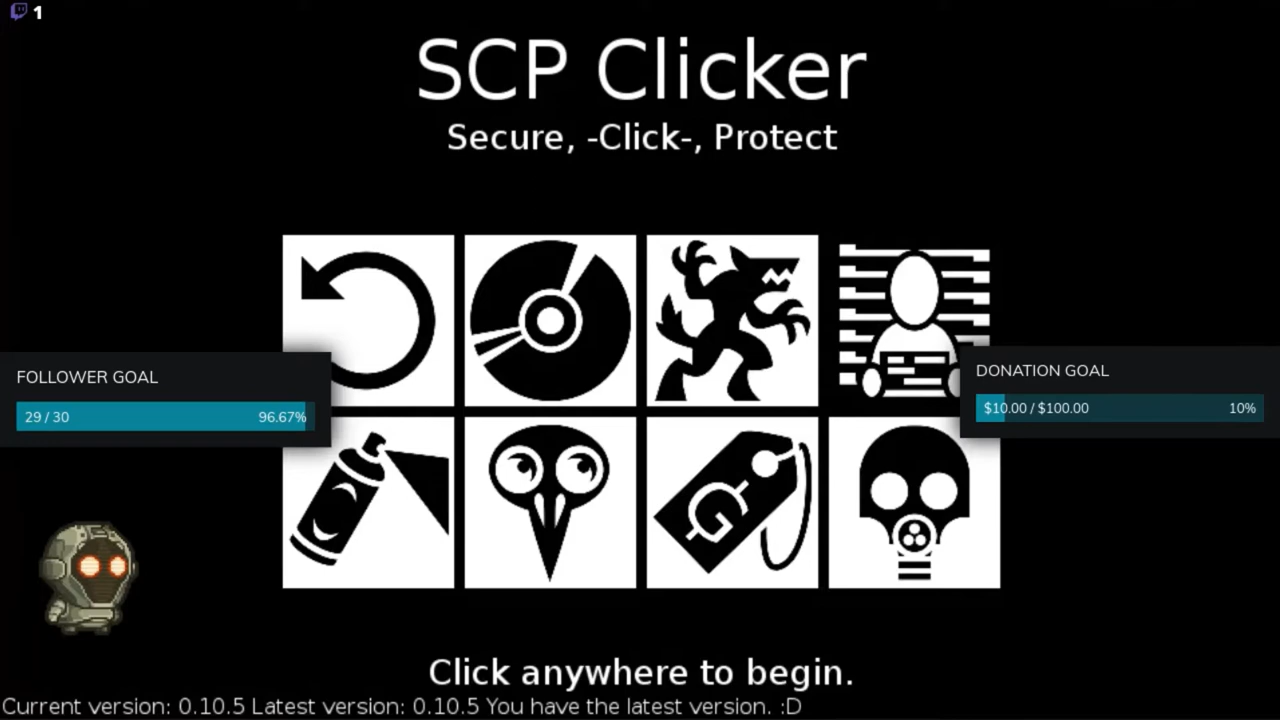 1
SCP Clicker
Secure, -Click-, Protect
FOLLOWER GOAL
29 / 30 96.67%
DONATION GOAL
$10.00 / $100.00 10%
G
Click anywhere to begin.
Current version: 0.10.5 Latest version: 0.10.5 You have the latest version. :D